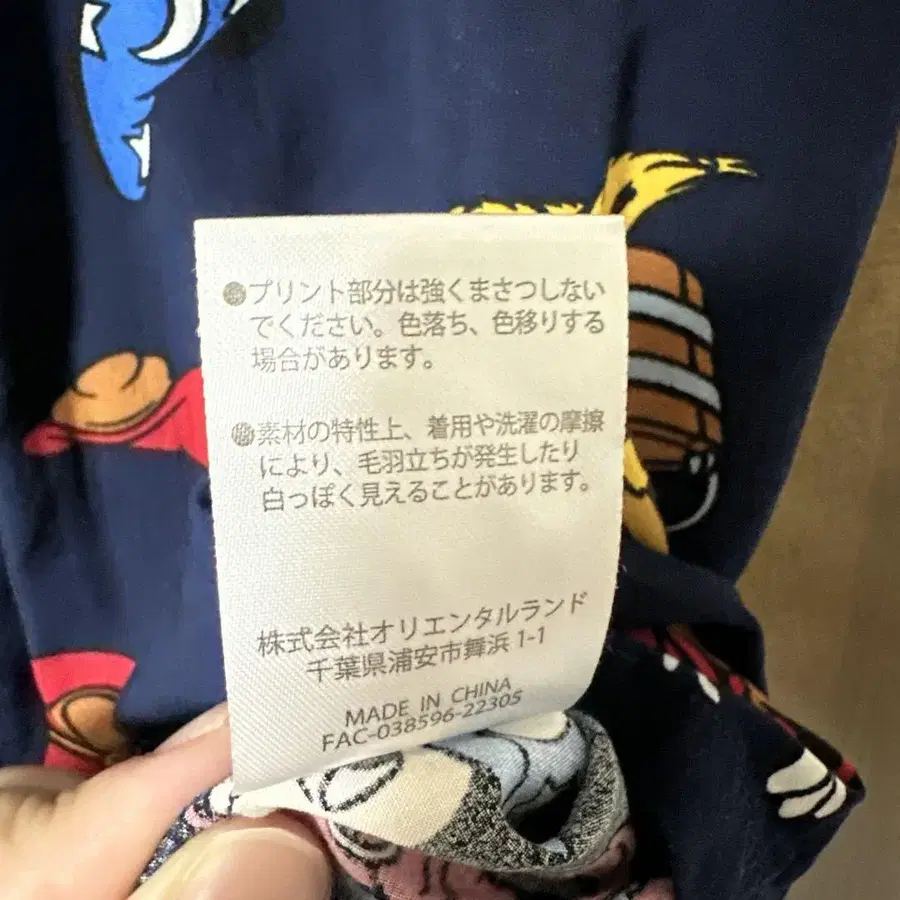 ●プリント部分は強くまさつしない
でください。色落ち、色移りする
場合があります。
●素材の特性上、着用や洗濯の摩擦
により、毛羽立ちが発生したり
白っぽく見えることがあります。
株式会社オリエンタルランド
千葉県浦安市舞浜 1-1
MADE IN CHINA
FAC-038596-22305